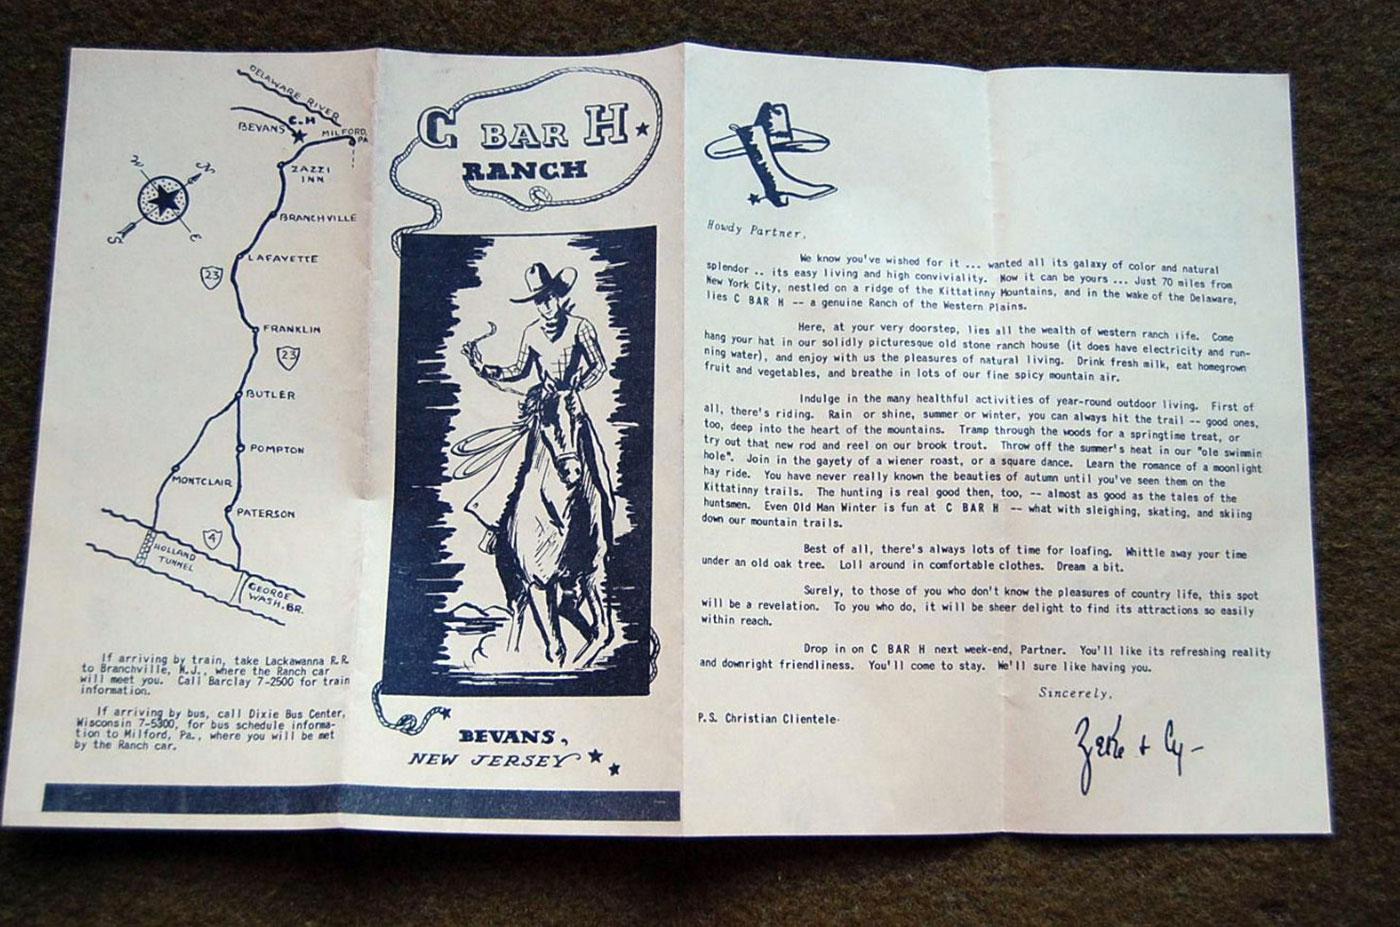 DELAWARE RIVER
C-H
BEVANS
MILFORD, PA
ZAZZI INN
BRANCHVILLE
LAFAYETTE
23
FRANKLIN
23
BUTLER
POMPTON
MONTCLAIR
PATERSON
4
HOLLAND TUNNEL
GEORGE WASH. BR.
N
W
S
E
If arriving by train, take Lackawanna R.R.
to Branchville, N.J., where the Ranch car
will meet you. Call Barclay 7-2500 for train
information.
If arriving by bus, call Dixie Bus Center,
Wisconsin 7-5300, for bus schedule informa-
tion to Milford, Pa., where you will be met
by the Ranch car.
C BAR H
RANCH
BEVANS,
NEW JERSEY
Howdy Partner,
We know you've wished for it ... wanted all its galaxy of color and natural
splendor .. its easy living and high conviviality. Now it can be yours ... Just 70 miles from
New York City, nestled on a ridge of the Kittatinny Mountains, and in the wake of the Delaware,
lies C BAR H -- a genuine Ranch of the Western Plains.
Here, at your very doorstep, lies all the wealth of western ranch life. Come
hang your hat in our solidly picturesque old stone ranch house (it does have electricity and run-
ning water), and enjoy with us the pleasures of natural living. Drink fresh milk, eat homegrown
fruit and vegetables, and breathe in lots of our fine spicy mountain air.
Indulge in the many healthful activities of year-round outdoor living. First of
all, there's riding. Rain or shine, summer or winter, you can always hit the trail -- good ones,
too, deep into the heart of the mountains. Tramp through the woods for a springtime treat, or
try out that new rod and reel on our brook trout. Throw off the summer's heat in our "ole swimmin
hole". Join in the gayety of a wiener roast, or a square dance. Learn the romance of a moonlight
hay ride. You have never really known the beauties of autumn until you've seen them on the
Kittatinny trails. The hunting is real good then, too, -- almost as good as the tales of the
huntsmen. Even Old Man Winter is fun at C BAR H -- what with sleighing, skating, and skiing
down our mountain trails.
Best of all, there's always lots of time for loafing. Whittle away your time
under an old oak tree. Loll around in comfortable clothes. Dream a bit.
Surely, to those of you who don't know the pleasures of country life, this spot
will be a revelation. To you who do, it will be sheer delight to find its attractions so easily
within reach.
Drop in on C BAR H next week-end, Partner. You'll like its refreshing reality
and downright friendliness. You'll come to stay. We'll sure like having you.
Sincerely,
Zeke + Cy-
P.S. Christian Clientele-